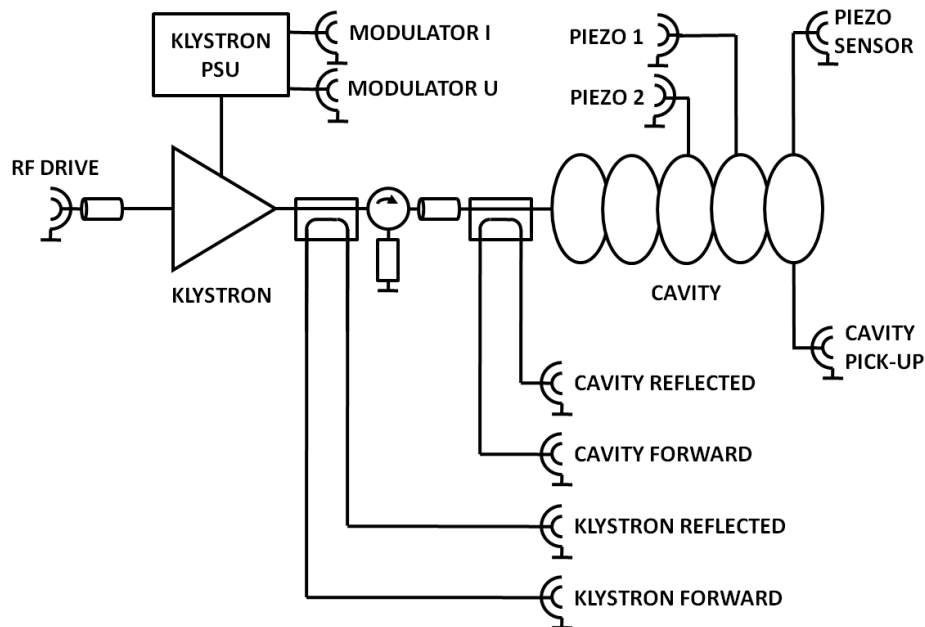 KLYSTRON
PSU
MODULATOR I
MODULATOR U
PIEZO 1
PIEZO 2
PIEZO
SENSOR
RF DRIVE
KLYSTRON
CAVITY
CAVITY
PICK-UP
CAVITY REFLECTED
CAVITY FORWARD
KLYSTRON REFLECTED
KLYSTRON FORWARD